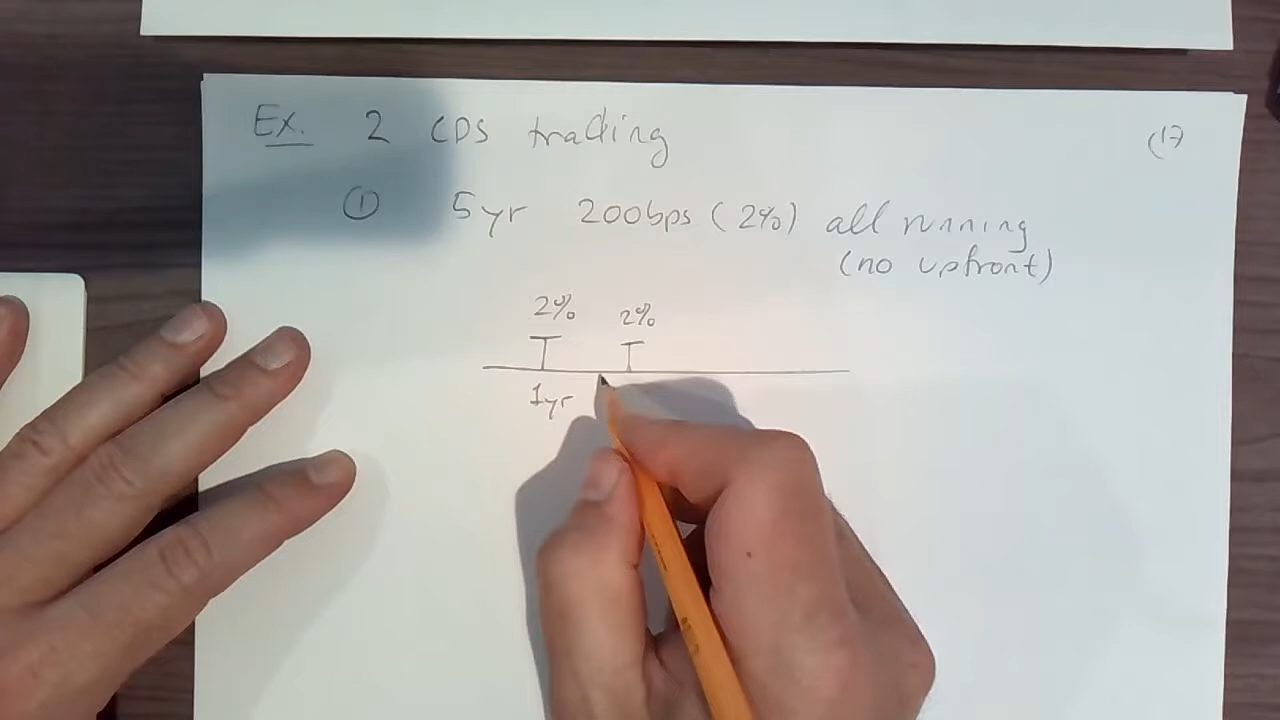 Ex. 2 CDS trading
(17
① 5yr 200bps (2%) all running
(no upfront)
2% 2%
1yr